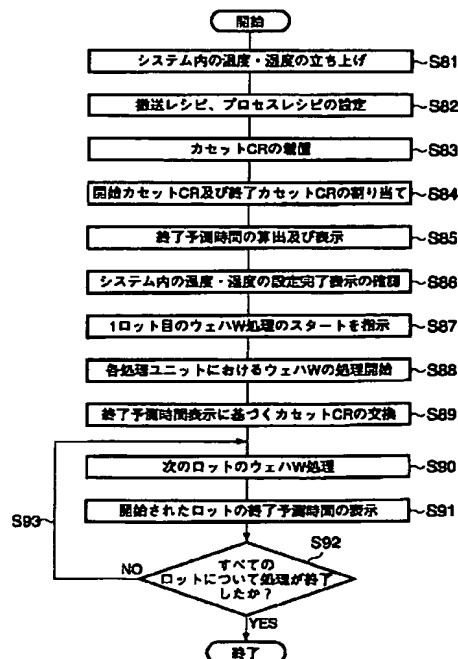 開始
システム内の温度・湿度の立ち上げ
S81
搬送レシピ、プロセスレシピの設定
S82
カセットCRの載置
S83
開始カセットCR及び終了カセットCRの割り当て
S84
終了予測時間の算出及び表示
S85
システム内の温度・湿度の設定完了表示の確認
S86
1ロット目のウェハW処理のスタートを指示
S87
各処理ユニットにおけるウェハWの処理開始
S88
終了予測時間表示に基づくカセットCRの交換
S89
次のロットのウェハW処理
S90
開始されたロットの終了予測時間の表示
S91
S93
S92
NO
すべての
ロットについて処理が終了
したか？
YES
終了